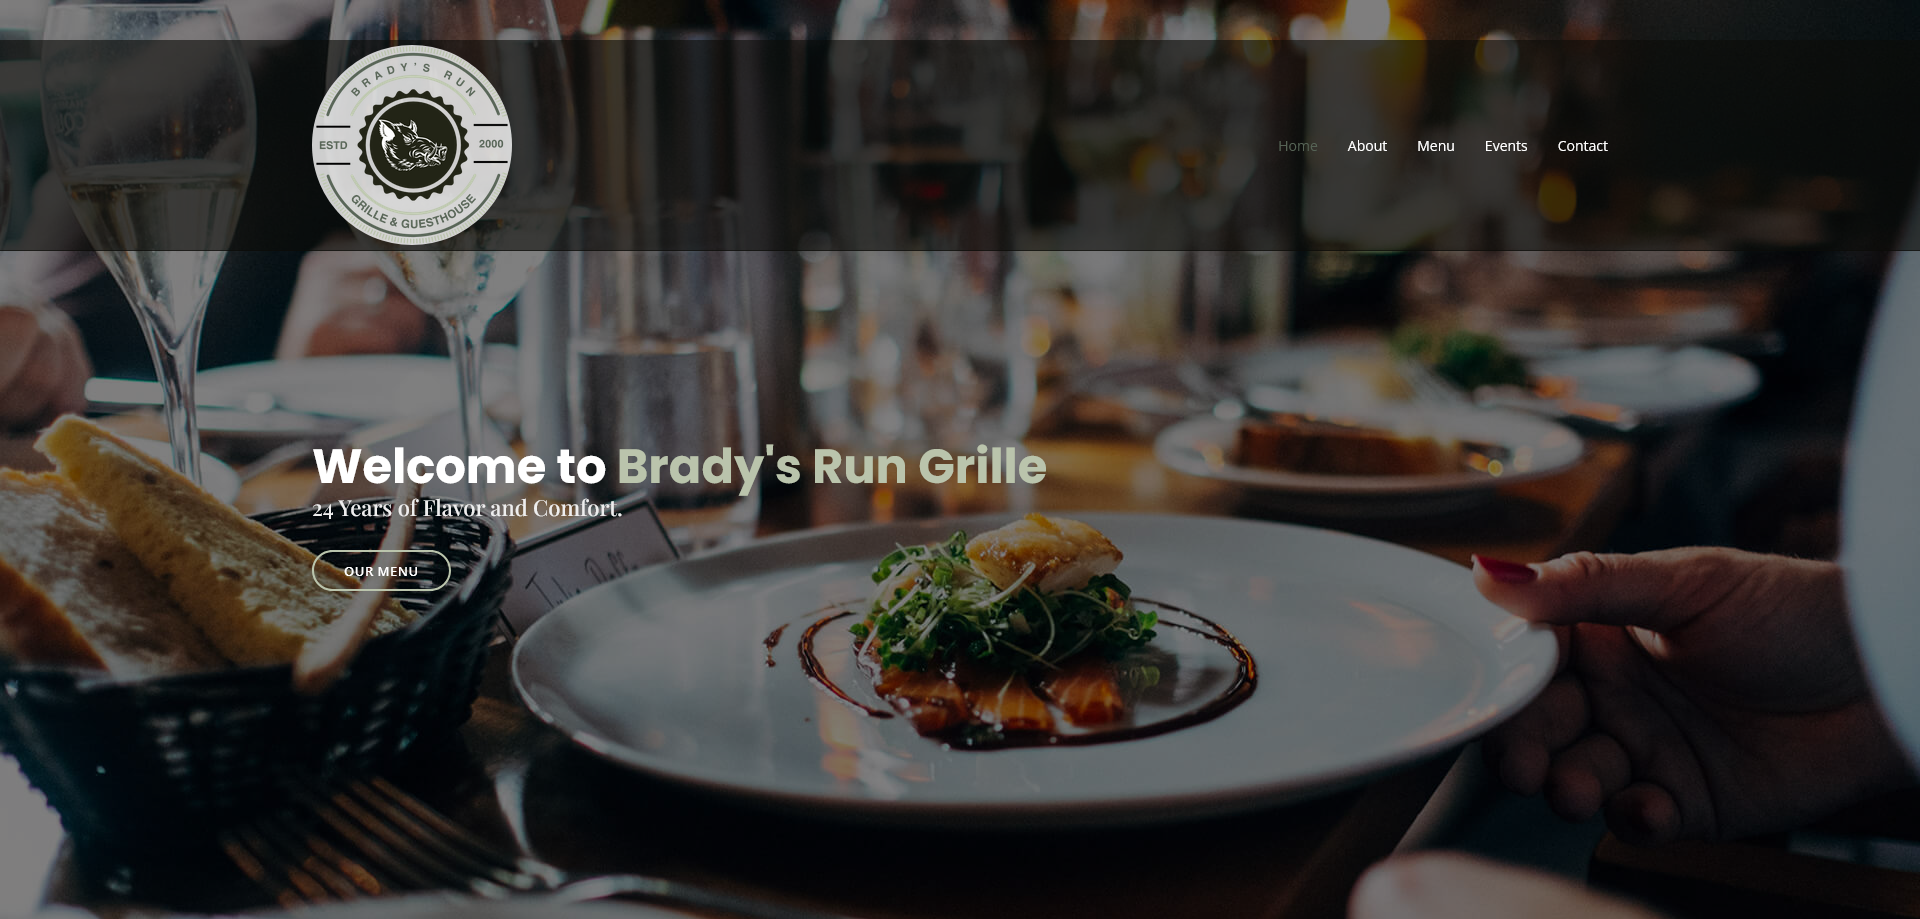 BRADY'S RUN
ESTD
2000
GRILLE & GUESTHOUSE
Home
About
Menu
Events
Contact
Welcome to Brady's Run Grille
24 Years of Flavor and Comfort.
OUR MENU